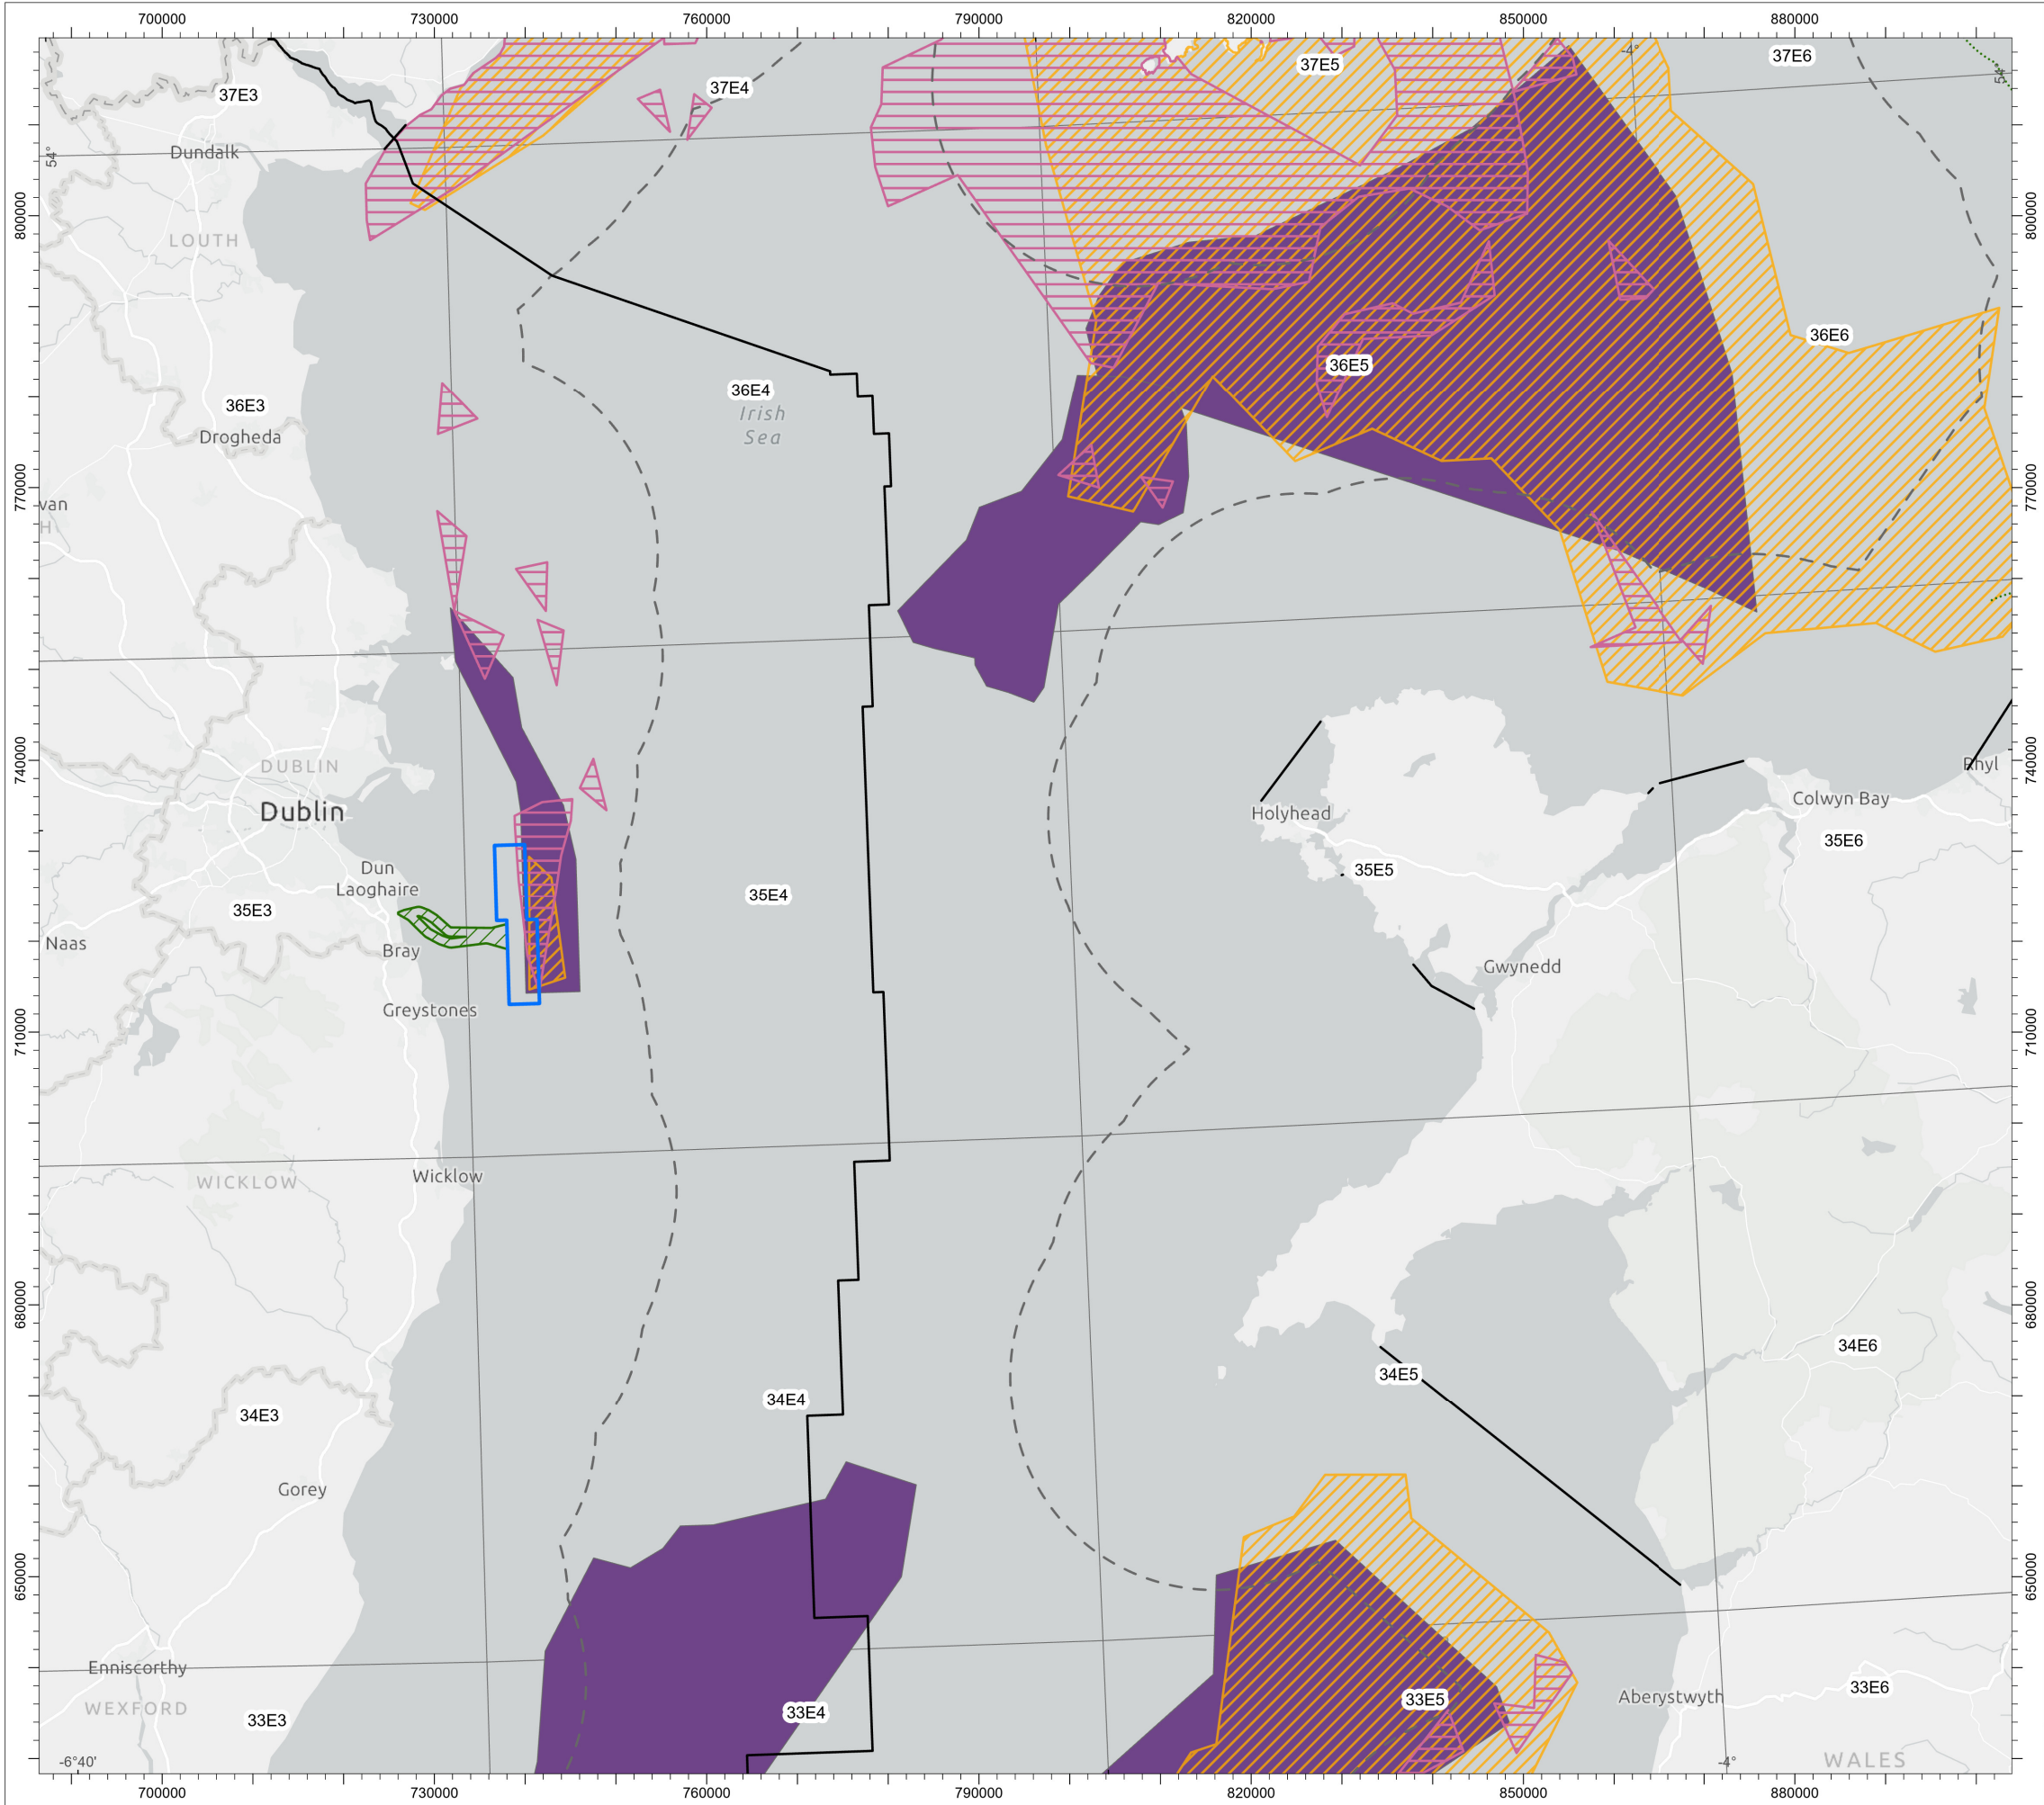 700000 730000 760000 790000 820000 850000 880000
-4°
37E5
37E6
54°
37E4
37E3
Dundalk
54°
800000
800000
LOUTH
36E6
36E5
36E4
36E3
Irish
Sea
Drogheda
770000
770000
van
H
740000
740000
DUBLIN
Rhyl
Colwyn Bay
Dublin
Holyhead
35E6
Dun
Laoghaire
35E5
35E4
35E3
Naas
Bray
Gwynedd
Greystones
710000
710000
Wicklow
WICKLOW
680000
680000
34E6
34E5
34E4
34E3
Gorey
650000
650000
Enniscorthy
33E6
Aberystwyth
33E5
WEXFORD
33E4
33E3
-6°40'
-4°
WALES
700000 730000 760000 790000 820000 850000 880000